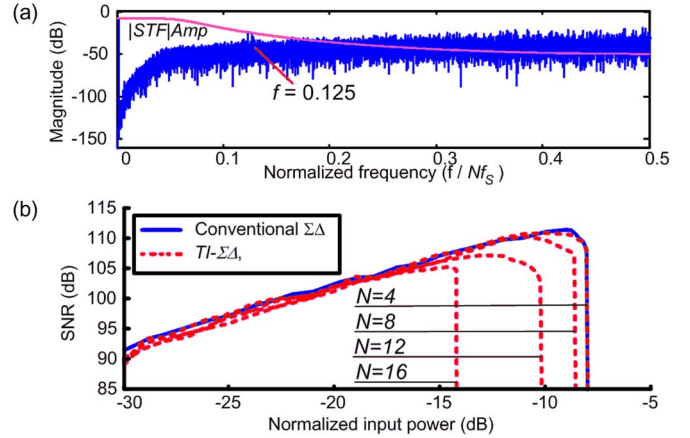 (a)
0
-50
-100
-150
Magnitude (dB)
|STF|Amp
f = 0.125
0 0.1 0.2 0.3 0.4 0.5
Normalized frequency (f / NfS )
(b)
115
110
105
100
95
90
85
SNR (dB)
Conventional ΣΔ
TI-ΣΔ,
N=4
N=8
N=12
N=16
-30 -25 -20 -15 -10 -5
Normalized input power (dB)